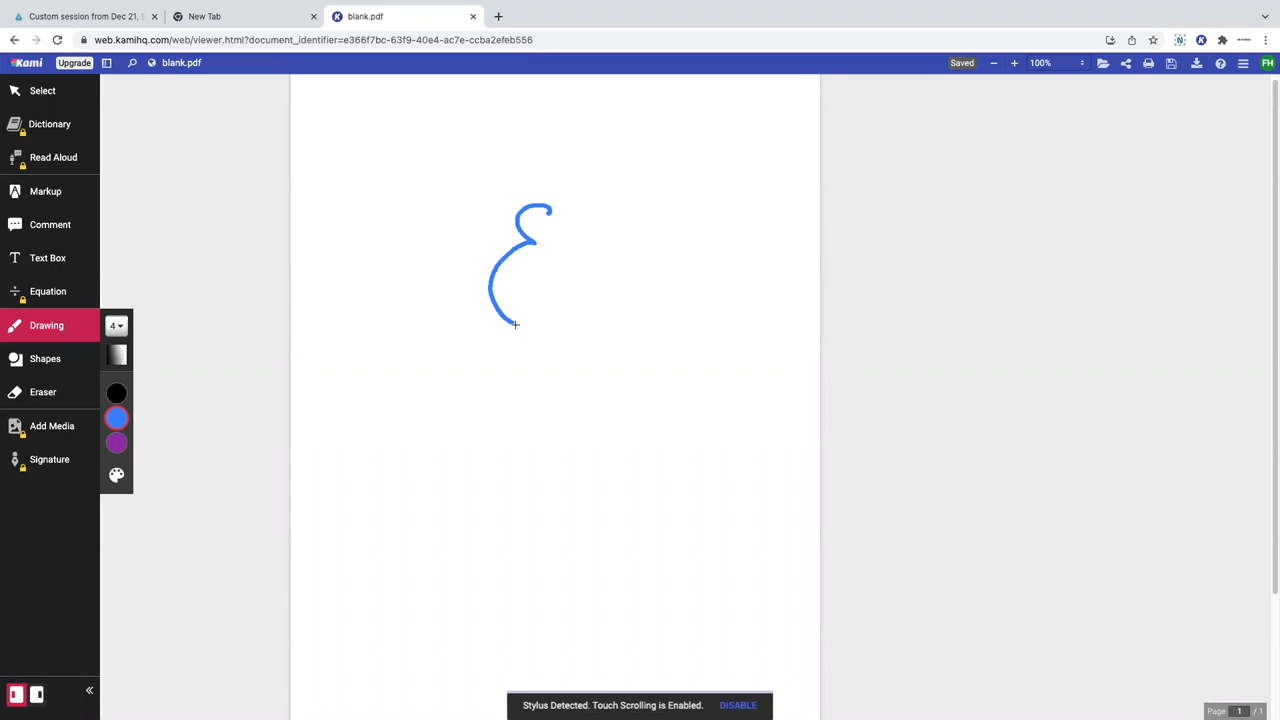 Custom session from Dec 21,
New Tab
blank.pdf
web.kamihq.com/web/viewer.html?document_identifier=e366f7bc-63f9-40e4-ac7e-ccba2efeb556
Kami
Upgrade
blank.pdf
Saved
100%
FH
Select
Dictionary
Read Aloud
Markup
Comment
Text Box
Equation
Drawing
4
Shapes
Eraser
Add Media
Signature
Stylus Detected. Touch Scrolling is Enabled. DISABLE
Page 1 / 1